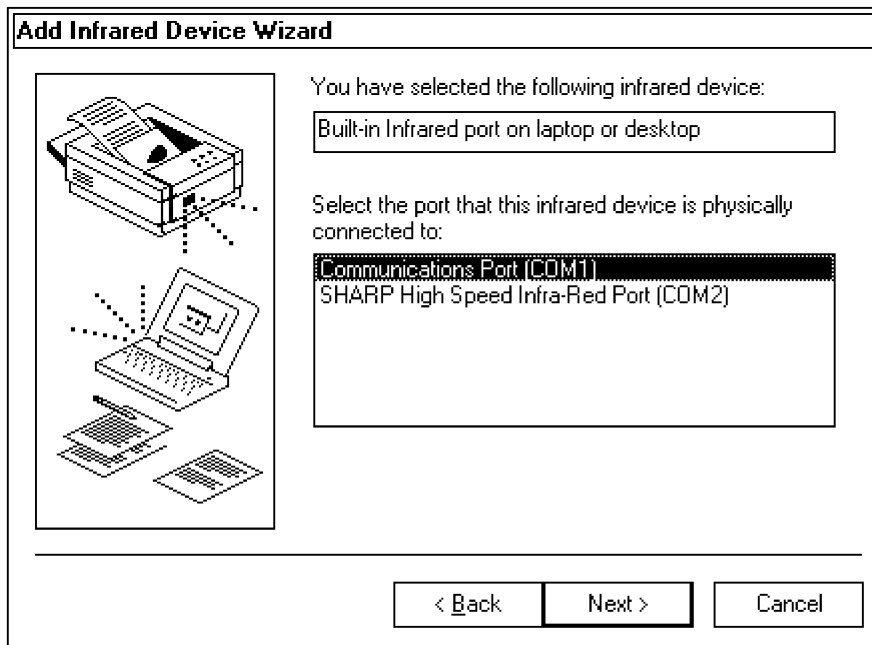 Add Infrared Device Wizard
You have selected the following infrared device:
Built-in Infrared port on laptop or desktop
Select the port that this infrared device is physically
connected to:
Communications Port (COM1)
SHARP High Speed Infra-Red Port (COM2)
< Back
Next >
Cancel